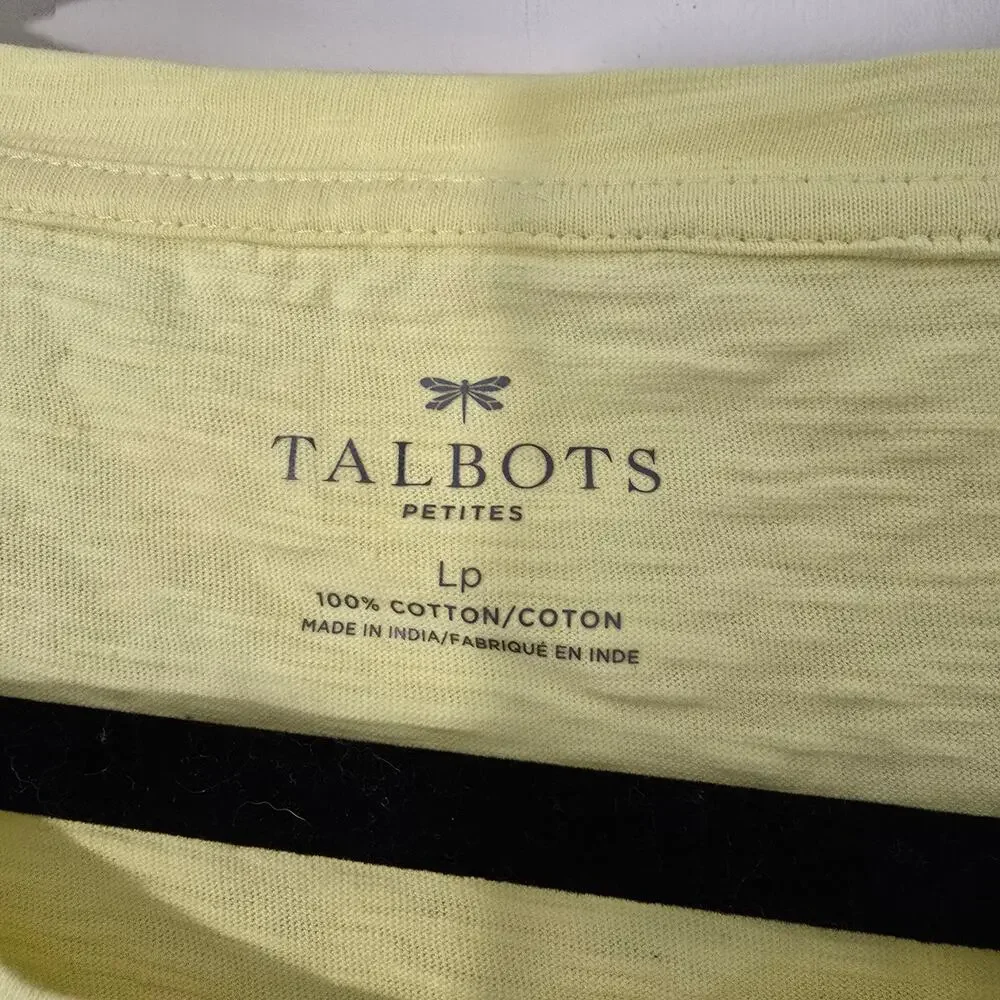 TALBOTS
PETITES
Lp
100% COTTON/COTON
MADE IN INDIA/FABRIQUÉ EN INDE